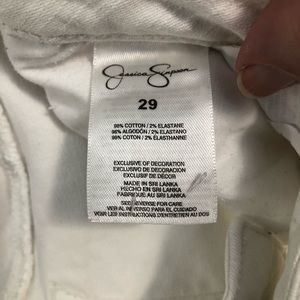 Jessica Simpson
29
98% COTTON / 2% ELASTANE
98% ALGODÓN / 2% ELASTANO
98% COTON / 2% ÉLASTHANNE
EXCLUSIVE OF DECORATION
EXCLUSIVO DE DECORACIÓN
EXCLUSIF DE DÉCOR
MADE IN SRI LANKA
HECHO EN SRI LANKA
FABRIQUÉ AU SRI LANKA
SEE REVERSE FOR CARE
VER AL REVERSO PARA EL CUIDADO
VOIR LES INSTRUCTIONS D'ENTRETIEN AU DOS